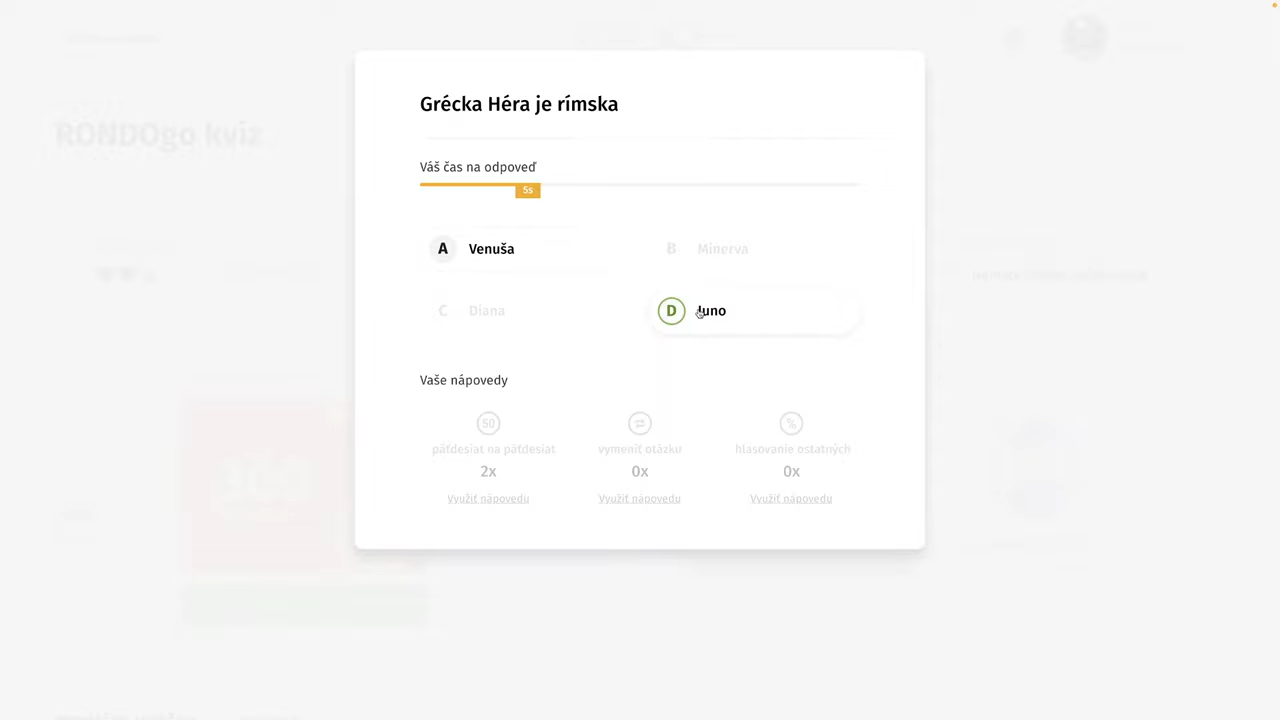 RONDOgo kvíz
Grécka Héra je rímska
Váš čas na odpoveď
5s
A Venuša
B Minerva
C Diana
D Juno
Vaše nápovedy
50
päťdesiat na päťdesiat
2x
Využiť nápovedu
vymeniť otázku
0x
Využiť nápovedu
%
hlasovanie ostatných
0x
Využiť nápovedu